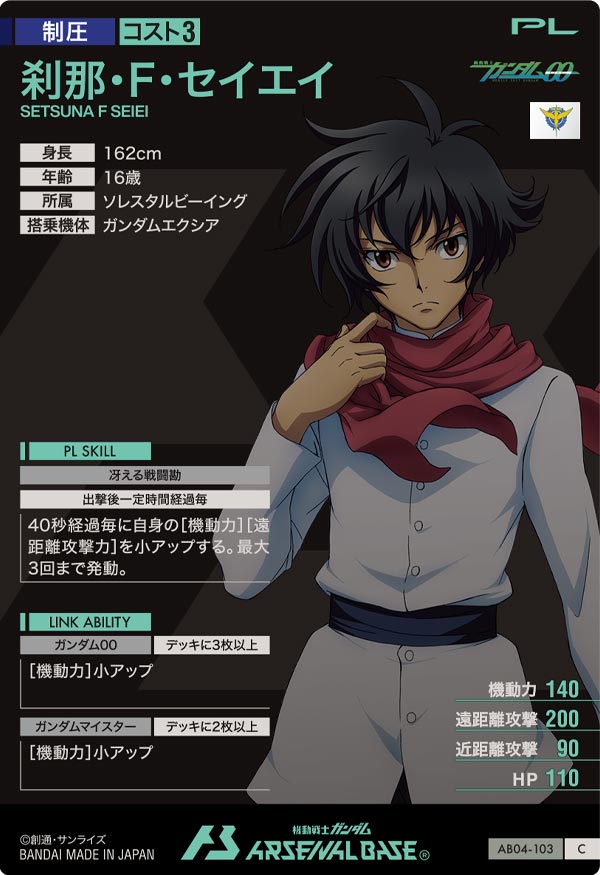 制圧 コスト3
PL
刹那・F・セイエイ
SETSUNA F SEIEI
ガンダム00
身長 162cm
年齢 16歳
所属 ソレスタルビーイング
搭乗機体 ガンダムエクシア
PL SKILL
冴える戦闘勘
出撃後一定時間経過毎
40秒経過毎に自身の[機動力][遠
距離攻撃力]を小アップする。最大
3回まで発動。
LINK ABILITY
ガンダム00 デッキに3枚以上
[機動力]小アップ
ガンダムマイスター デッキに2枚以上
[機動力]小アップ
機動力 140
遠距離攻撃 200
近距離攻撃 90
HP 110
©創通・サンライズ
BANDAI MADE IN JAPAN
機動戦士ガンダム
ARSENAL BASE®
AB04-103 C